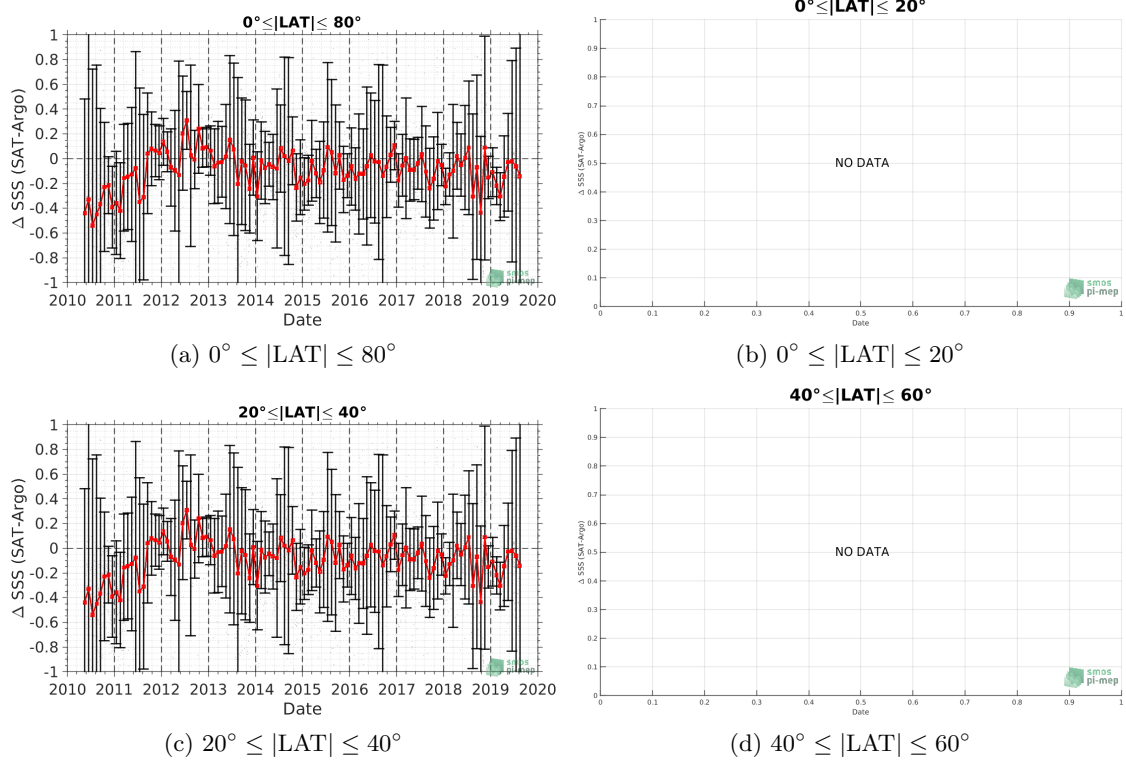 0°≤|LAT|≤ 80°
1
0.8
0.6
0.4
0.2
0
-0.2
-0.4
-0.6
-0.8
-1
Δ SSS (SAT-Argo)
2010 2011 2012 2013 2014 2015 2016 2017 2018 2019 2020
Date
smos
pi-mep
(a) 0° ≤ |LAT| ≤ 80°
0°≤|LAT|≤ 20°
1
0.9
0.8
0.7
0.6
0.5
0.4
0.3
0.2
0.1
0
Δ SSS (SAT-Argo)
NO DATA
0 0.1 0.2 0.3 0.4 0.5 0.6 0.7 0.8 0.9 1
Date
smos
pi-mep
(b) 0° ≤ |LAT| ≤ 20°
20°≤|LAT|≤ 40°
1
0.8
0.6
0.4
0.2
0
-0.2
-0.4
-0.6
-0.8
-1
Δ SSS (SAT-Argo)
2010 2011 2012 2013 2014 2015 2016 2017 2018 2019 2020
Date
smos
pi-mep
(c) 20° ≤ |LAT| ≤ 40°
40°≤|LAT|≤ 60°
1
0.9
0.8
0.7
0.6
0.5
0.4
0.3
0.2
0.1
0
Δ SSS (SAT-Argo)
NO DATA
0 0.1 0.2 0.3 0.4 0.5 0.6 0.7 0.8 0.9 1
Date
smos
pi-mep
(d) 40° ≤ |LAT| ≤ 60°